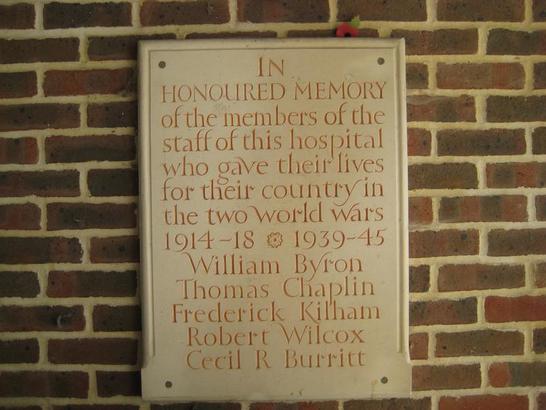 IN
HONOURED MEMORY
of the members of the
staff of this hospital
who gave their lives
for their country in
the two world wars
1914-18 1939-45
William Byron
Thomas Chaplin
Frederick Kilham
Robert Wilcox
Cecil R Burritt